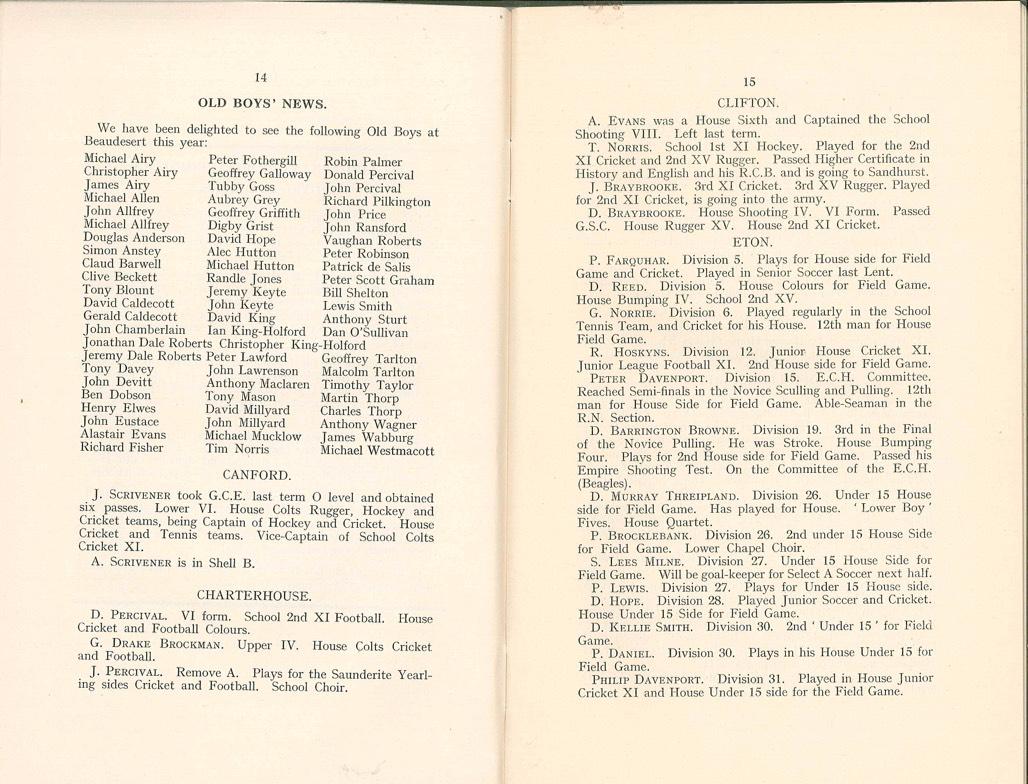 14
OLD BOYS' NEWS.
We have been delighted to see the following Old Boys at
Beaudesert this year:
Michael Airy Peter Fothergill Robin Palmer
Christopher Airy Geoffrey Galloway Donald Percival
James Airy Tubby Goss John Percival
Michael Allen Aubrey Grey Richard Pilkington
John Allfrey Geoffrey Griffith John Price
Michael Allfrey Digby Grist John Ransford
Douglas Anderson David Hope Vaughan Roberts
Simon Anstey Alec Hutton Peter Robinson
Claud Barwell Michael Hutton Patrick de Salis
Clive Beckett Randle Jones Peter Scott Graham
Tony Blount Jeremy Keyte Bill Shelton
David Caldecott John Keyte Lewis Smith
Gerald Caldecott David King Anthony Sturt
John Chamberlain Ian King-Holford Dan O'Sullivan
Jonathan Dale Roberts Christopher King-Holford
Jeremy Dale Roberts Peter Lawford Geoffrey Tarlton
Tony Davey John Lawrenson Malcolm Tarlton
John Devitt Anthony Maclaren Timothy Taylor
Ben Dobson Tony Mason Martin Thorp
Henry Elwes David Millyard Charles Thorp
John Eustace John Millyard Anthony Wagner
Alastair Evans Michael Mucklow James Wabburg
Richard Fisher Tim Norris Michael Westmacott
CANFORD.
J. SCRIVENER took G.C.E. last term O level and obtained
six passes. Lower VI. House Colts Rugger, Hockey and
Cricket teams, being Captain of Hockey and Cricket. House
Cricket and Tennis teams. Vice-Captain of School Colts
Cricket XI.
A. SCRIVENER is in Shell B.
CHARTERHOUSE.
D. PERCIVAL. VI form. School 2nd XI Football. House
Cricket and Football Colours.
G. DRAKE BROCKMAN. Upper IV. House Colts Cricket
and Football.
J. PERCIVAL. Remove A. Plays for the Saunderite Yearl-
ing sides Cricket and Football. School Choir.
15
CLIFTON.
A. EVANS was a House Sixth and Captained the School
Shooting VIII. Left last term.
T. NORRIS. School 1st XI Hockey. Played for the 2nd
XI Cricket and 2nd XV Rugger. Passed Higher Certificate in
History and English and his R.C.B. and is going to Sandhurst.
J. BRAYBROOKE. 3rd XI Cricket. 3rd XV Rugger. Played
for 2nd XI Cricket, is going into the army.
D. BRAYBROOKE. House Shooting IV. VI Form. Passed
G.S.C. House Rugger XV. House 2nd XI Cricket.
ETON.
P. FARQUHAR. Division 5. Plays for House side for Field
Game and Cricket. Played in Senior Soccer last Lent.
D. REED. Division 5. House Colours for Field Game.
House Bumping IV. School 2nd XV.
G. NORRIE. Division 6. Played regularly in the School
Tennis Team, and Cricket for his House. 12th man for House
Field Game.
R. HOSKYNS. Division 12. Junior House Cricket XI.
Junior League Football XI. 2nd House side for Field Game.
PETER DAVENPORT. Division 15. E.C.H. Committee.
Reached Semi-finals in the Novice Sculling and Pulling. 12th
man for House Side for Field Game. Able-Seaman in the
R.N. Section.
D. BARRINGTON BROWNE. Division 19. 3rd in the Final
of the Novice Pulling. He was Stroke. House Bumping
Four. Plays for 2nd House side for Field Game. Passed his
Empire Shooting Test. On the Committee of the E.C.H.
(Beagles).
D. MURRAY THREIPLAND. Division 26. Under 15 House
side for Field Game. Has played for House. ' Lower Boy '
Fives. House Quartet.
P. BROCKLEBANK. Division 26. 2nd under 15 House Side
for Field Game. Lower Chapel Choir.
S. LEES MILNE. Division 27. Under 15 House Side for
Field Game. Will be goal-keeper for Select A Soccer next half.
P. LEWIS. Division 27. Plays for Under 15 House side.
D. HOPE. Division 28. Played Junior Soccer and Cricket.
House Under 15 Side for Field Game.
D. KELLIE SMITH. Division 30. 2nd ' Under 15 ' for Field
Game.
P. DANIEL. Division 30. Plays in his House Under 15 for
Field Game.
PHILIP DAVENPORT. Division 31. Played in House Junior
Cricket XI and House Under 15 side for the Field Game.